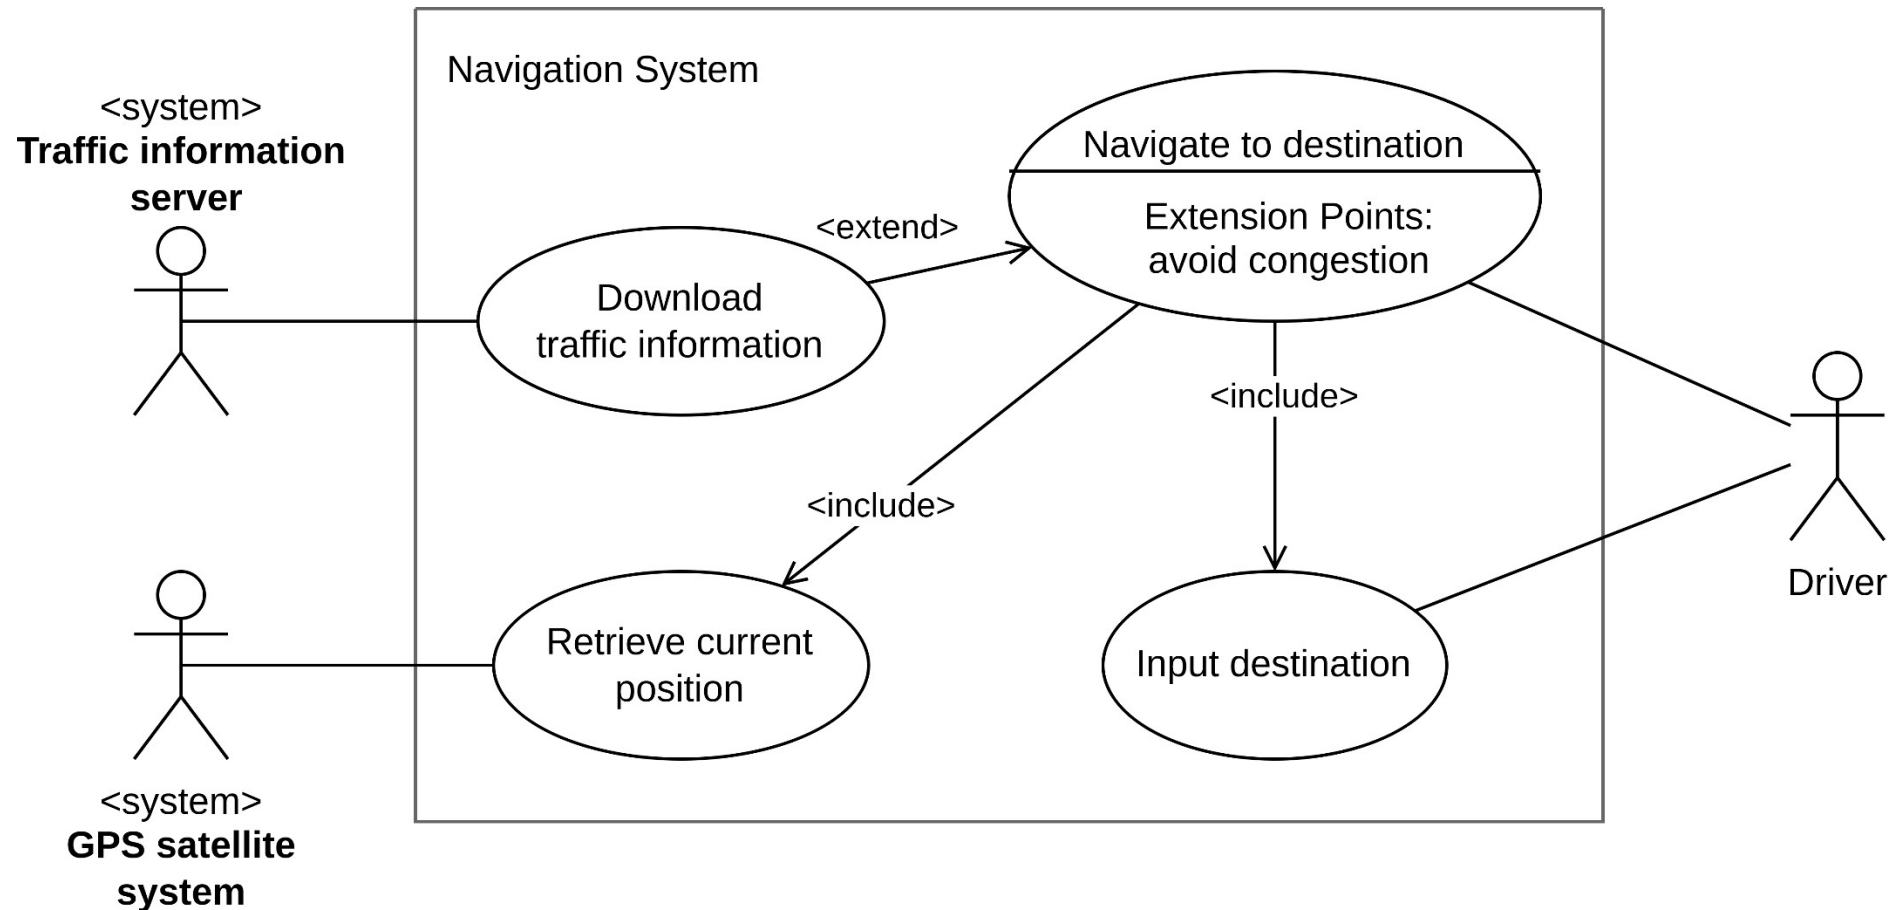 Navigation System
<system>
Traffic information
server
Navigate to destination
Extension Points:
avoid congestion
<extend>
Download
traffic information
<include>
<include>
Driver
Retrieve current
position
Input destination
<system>
GPS satellite
system